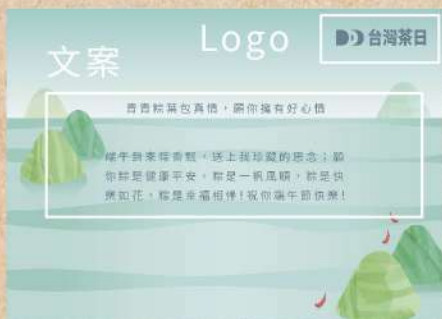 Logo
台灣茶日
文案
青青粽葉包真情，願你擁有好心情
端午節粽葉香飄，送上我珍藏的思念；願
你粽是健康平安，粽是一帆風順，粽是快
樂如花，粽是幸福相伴！祝你端午節快樂！